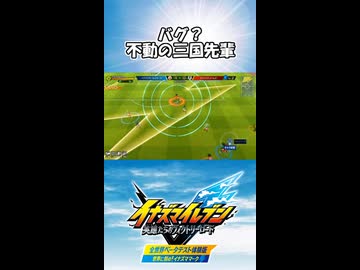 バグ？
不動の三国先輩
イナズマイレブン
英雄たちのヴィクトリーロード
全世界ベータテスト体験版
世界に刻め！イナズママーク